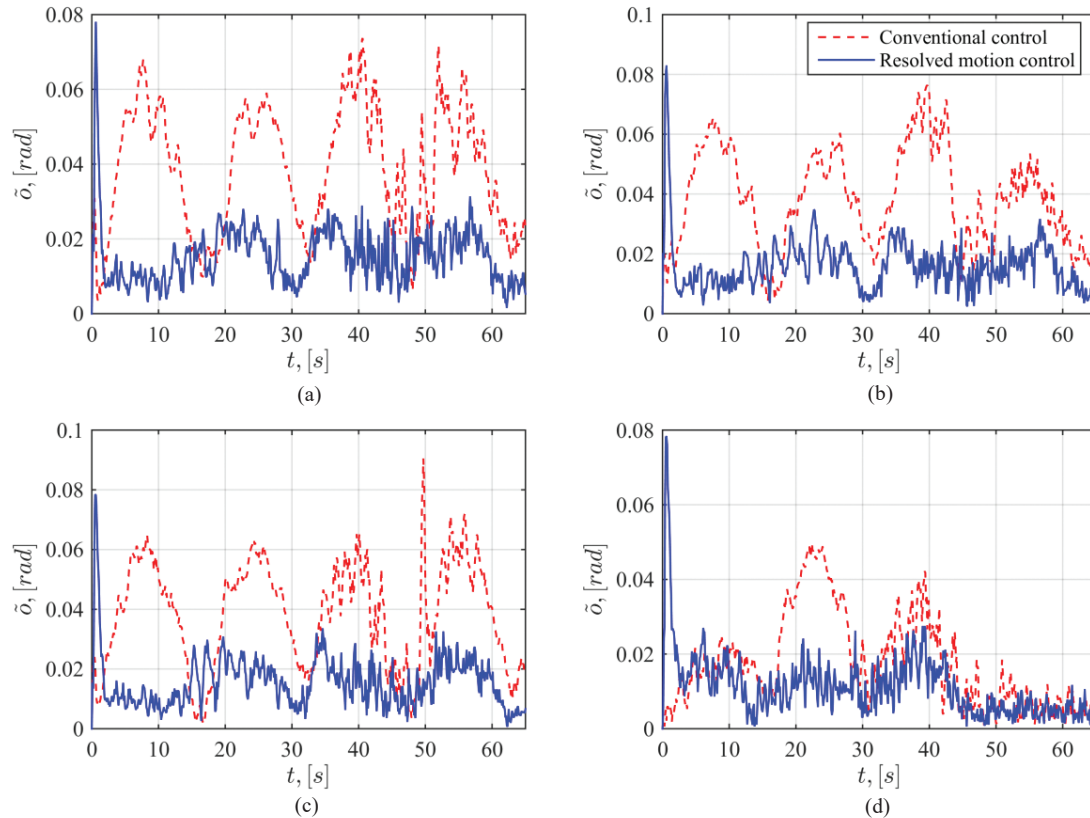 0.08
0.06
0.04
0.02
0
õ, [rad]
0 10 20 30 40 50 60
t, [s]
(a)
Conventional control
Resolved motion control
0.1
0.08
0.06
0.04
0.02
0
õ, [rad]
0 10 20 30 40 50 60
t, [s]
(b)
0.1
0.08
0.06
0.04
0.02
0
õ, [rad]
0 10 20 30 40 50 60
t, [s]
(c)
0.08
0.06
0.04
0.02
0
õ, [rad]
0 10 20 30 40 50 60
t, [s]
(d)